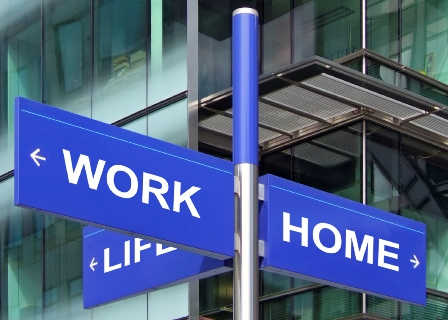 ← WORK
HOME →
← LIFE